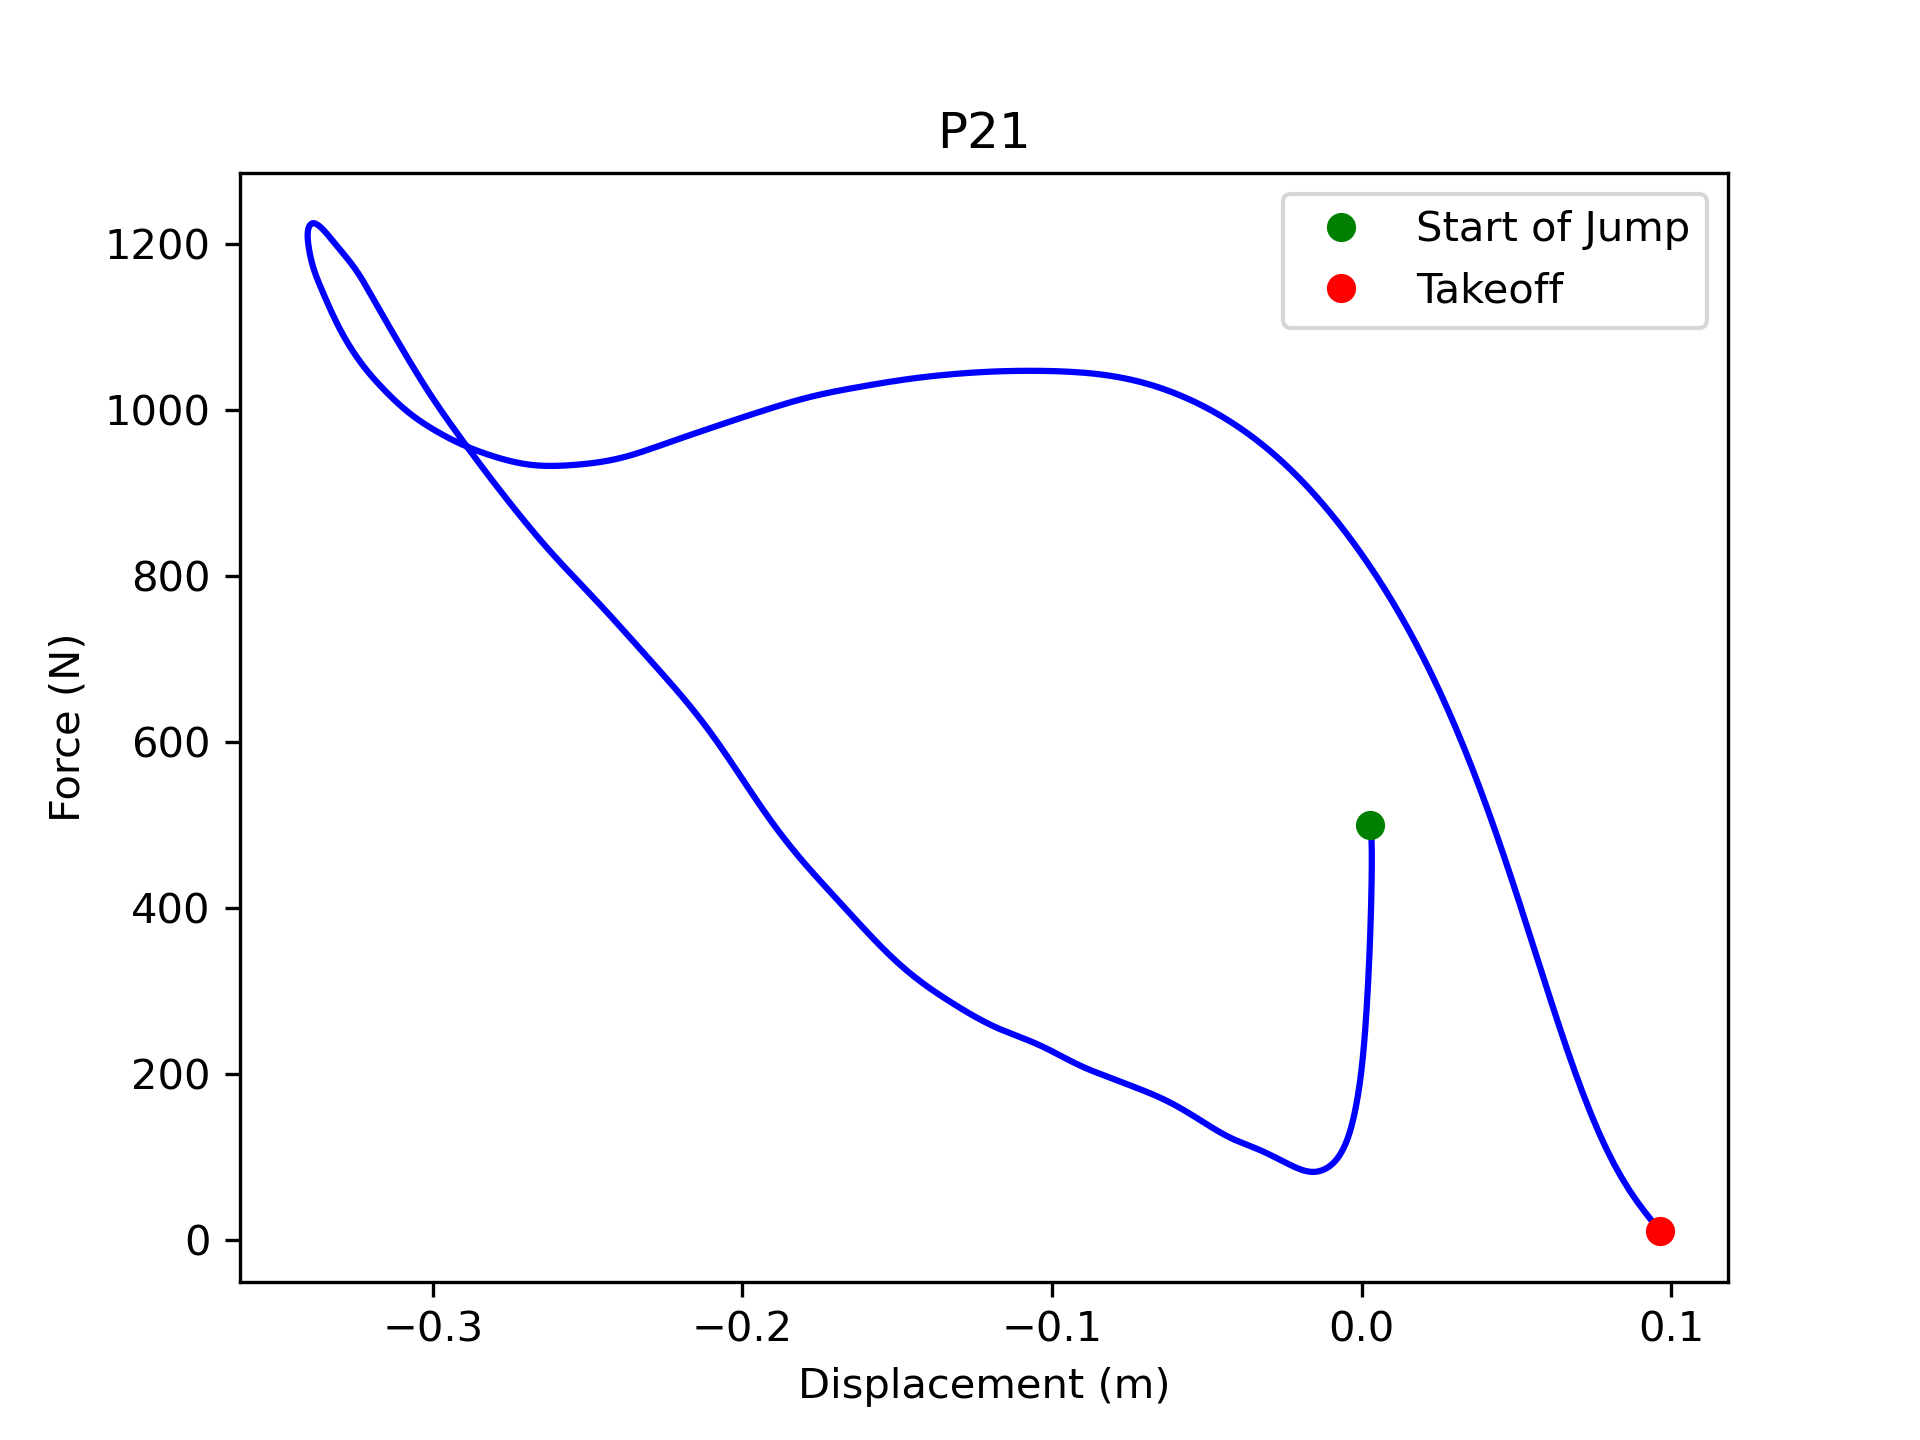 P21
Start of Jump
Takeoff
1200
1000
800
600
400
200
0
Force (N)
−0.3 −0.2 −0.1 0.0 0.1
Displacement (m)